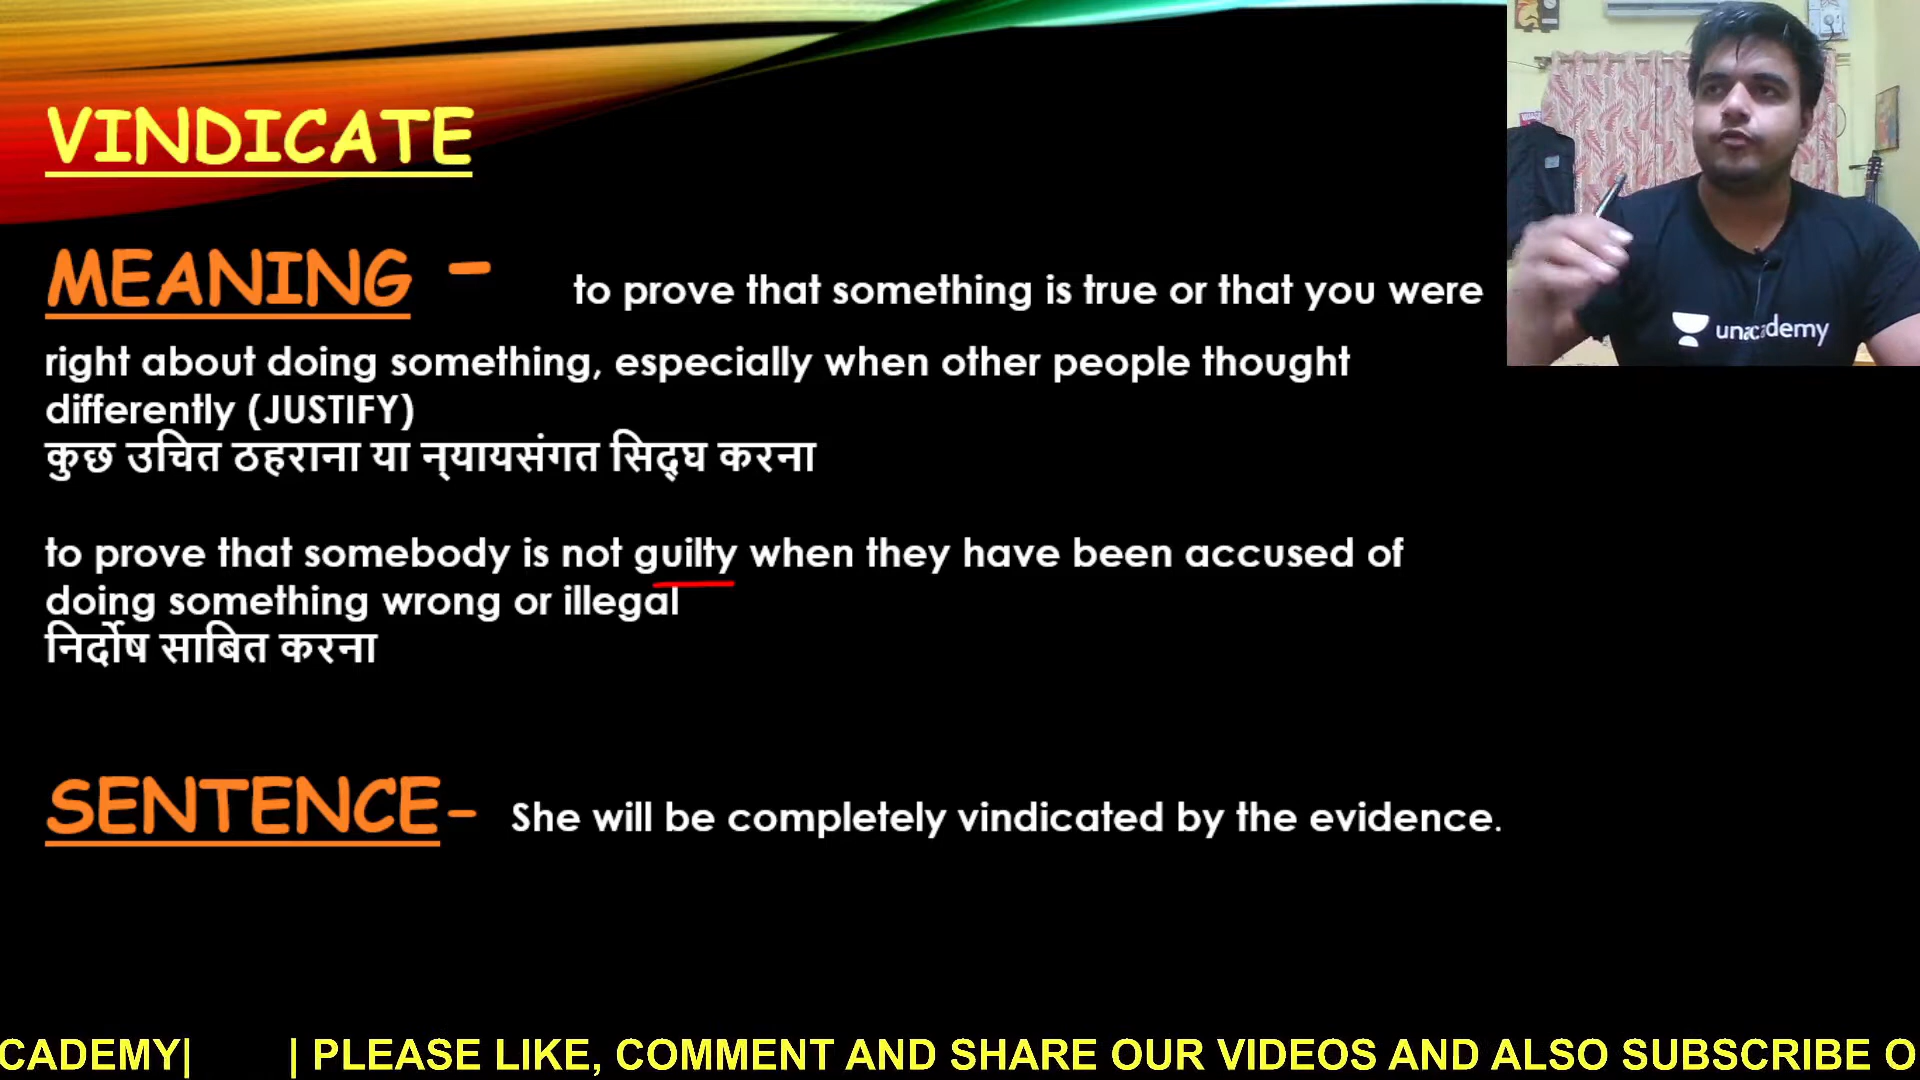 VINDICATE
MEANING - to prove that something is true or that you were
right about doing something, especially when other people thought
differently (JUSTIFY)
कुछ उचित ठहराना या न्यायसंगत सिद्घ करना
to prove that somebody is not guilty when they have been accused of
doing something wrong or illegal
निर्दोष साबित करना
SENTENCE- She will be completely vindicated by the evidence.
unacademy
CADEMY| | PLEASE LIKE, COMMENT AND SHARE OUR VIDEOS AND ALSO SUBSCRIBE O